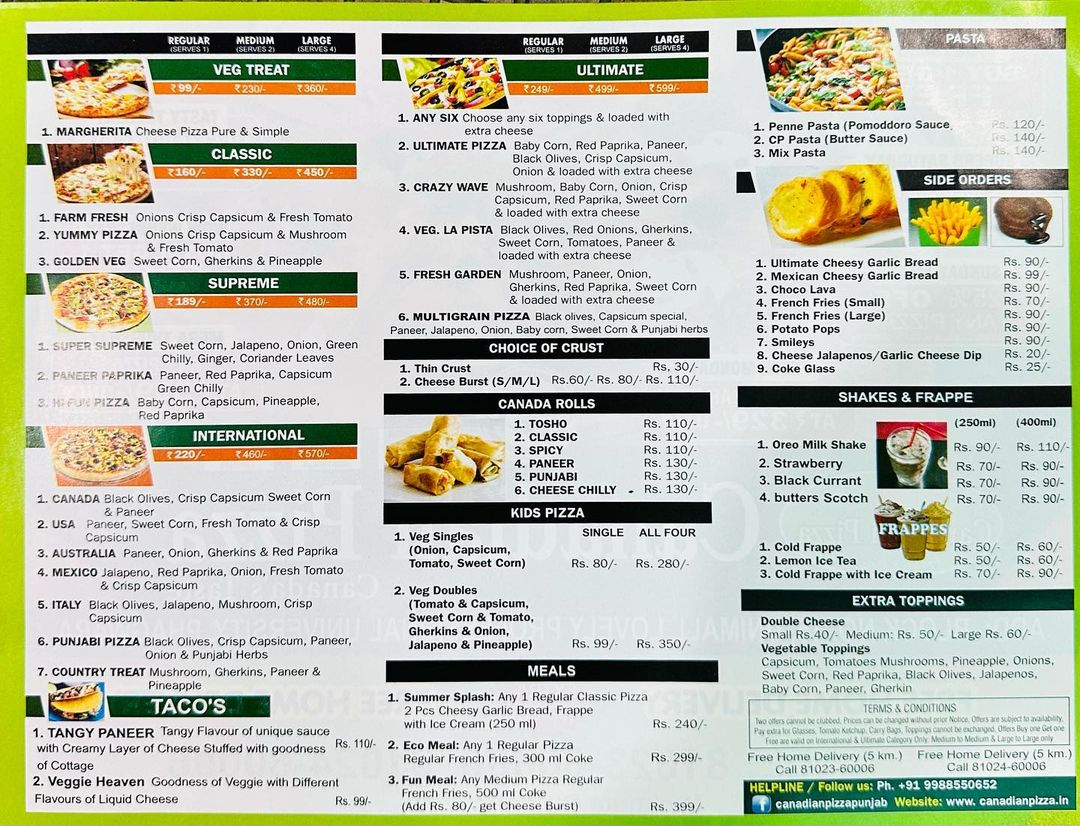 REGULAR MEDIUM LARGE
(SERVES 1) (SERVES 2) (SERVES 4)
VEG TREAT
₹99/- ₹230/- ₹360/-
1. MARGHERITA Cheese Pizza Pure & Simple
CLASSIC
₹160/- ₹330/- ₹450/-
1. FARM FRESH Onions Crisp Capsicum & Fresh Tomato
2. YUMMY PIZZA Onions Crisp Capsicum & Mushroom
& Fresh Tomato
3. GOLDEN VEG Sweet Corn, Gherkins & Pineapple
SUPREME
₹189/- ₹370/- ₹480/-
1. SUPER SUPREME Sweet Corn, Jalapeno, Onion, Green
Chilly, Ginger, Coriander Leaves
2. PANEER PAPRIKA Paneer, Red Paprika, Capsicum
Green Chilly
3. HI-FUN PIZZA Baby Corn, Capsicum, Pineapple,
Red Paprika
INTERNATIONAL
₹220/- ₹460/- ₹570/-
1. CANADA Black Olives, Crisp Capsicum Sweet Corn
& Paneer
2. USA Paneer, Sweet Corn, Fresh Tomato & Crisp
Capsicum
3. AUSTRALIA Paneer, Onion, Gherkins & Red Paprika
4. MEXICO Jalapeno, Red Paprika, Onion, Fresh Tomato
& Crisp Capsicum
5. ITALY Black Olives, Jalapeno, Mushroom, Crisp
Capsicum
6. PUNJABI PIZZA Black Olives, Crisp Capsicum, Paneer,
Onion & Punjabi Herbs
7. COUNTRY TREAT Mushroom, Gherkins, Paneer &
Pineapple
TACO'S
1. TANGY PANEER Tangy Flavour of unique sauce
with Creamy Layer of Cheese Stuffed with goodness Rs. 110/-
of Cottage
2. Veggie Heaven Goodness of Veggie with Different
Flavours of Liquid Cheese Rs. 99/-
REGULAR MEDIUM LARGE
(SERVES 1) (SERVES 2) (SERVES 4)
ULTIMATE
₹249/- ₹499/- ₹599/-
1. ANY SIX Choose any six toppings & loaded with
extra cheese
2. ULTIMATE PIZZA Baby Corn, Red Paprika, Paneer,
Black Olives, Crisp Capsicum,
Onion & loaded with extra cheese
3. CRAZY WAVE Mushroom, Baby Corn, Onion, Crisp
Capsicum, Red Paprika, Sweet Corn
& loaded with extra cheese
4. VEG. LA PISTA Black Olives, Red Onions, Gherkins,
Sweet Corn, Tomatoes, Paneer &
loaded with extra cheese
5. FRESH GARDEN Mushroom, Paneer, Onion,
Gherkins, Red Paprika, Sweet Corn
& loaded with extra cheese
6. MULTIGRAIN PIZZA Black olives, Capsicum special,
Paneer, Jalapeno, Onion, Baby corn, Sweet Corn & Punjabi herbs
CHOICE OF CRUST
1. Thin Crust Rs, 30/-
2. Cheese Burst (S/M/L) Rs.60/- Rs. 80/- Rs. 110/-
CANADA ROLLS
1. TOSHO Rs. 110/-
2. CLASSIC Rs. 110/-
3. SPICY Rs. 110/-
4. PANEER Rs. 130/-
5. PUNJABI Rs. 130/-
6. CHEESE CHILLY Rs. 130/-
KIDS PIZZA
SINGLE ALL FOUR
1. Veg Singles
(Onion, Capsicum,
Tomato, Sweet Corn) Rs. 80/- Rs. 280/-
2. Veg Doubles
(Tomato & Capsicum,
Sweet Corn & Tomato,
Gherkins & Onion,
Jalapeno & Pineapple) Rs. 99/- Rs. 350/-
MEALS
1. Summer Splash: Any 1 Regular Classic Pizza
2 Pcs Cheesy Garlic Bread, Frappe
with Ice Cream (250 ml) Rs. 240/-
2. Eco Meal: Any 1 Regular Pizza
Regular French Fries, 300 ml Coke Rs. 299/-
3. Fun Meal: Any Medium Pizza Regular
French Fries, 500 ml Coke
(Add Rs. 80/- get Cheese Burst) Rs. 399/-
PASTA
1. Penne Pasta (Pomoddoro Sauce Rs. 120/-
2. CP Pasta (Butter Sauce) Rs. 140/-
3. Mix Pasta Rs. 140/-
SIDE ORDERS
1. Ultimate Cheesy Garlic Bread Rs. 90/-
2. Mexican Cheesy Garlic Bread Rs. 99/-
3. Choco Lava Rs. 90/-
4. French Fries (Small) Rs. 70/-
5. French Fries (Large) Rs. 90/-
6. Potato Pops Rs. 90/-
7. Smileys Rs. 90/-
8. Cheese Jalapenos/Garlic Cheese Dip Rs. 20/-
9. Coke Glass Rs. 25/-
SHAKES & FRAPPE
(250ml) (400ml)
1. Oreo Milk Shake Rs. 90/- Rs. 110/-
2. Strawberry Rs. 70/- Rs. 90/-
3. Black Currant Rs. 70/- Rs. 90/-
4. butters Scotch Rs. 70/- Rs. 90/-
FRAPPES
1. Cold Frappe Rs. 50/- Rs. 60/-
2. Lemon Ice Tea Rs. 50/- Rs. 60/-
3. Cold Frappe with Ice Cream Rs. 70/- Rs. 90/-
EXTRA TOPPINGS
Double Cheese
Small Rs.40/- Medium: Rs. 50/- Large Rs. 60/-
Vegetable Toppings
Capsicum, Tomatoes Mushrooms, Pineapple, Onions,
Sweet Corn, Red Paprika, Black Olives, Jalapenos,
Baby Corn, Paneer, Gherkin
TERMS & CONDITIONS
Two offers cannot be clubbed, Prices can be changed without prior Notice, Offers are subject to availability,
Pay extra for Glasses, Tomato Ketchup, Carry Bags, Toppings cannot be exchanged, Offers Buy one Get one
Free are valid on International & Ultimate Category Only: Medium to Medium & Large to Large only
Free Home Delivery (5 km.) Free Home Delivery (5 km.)
Call 81023-60006 Call 81024-60006
HELPLINE / Follow us: Ph. +91 9988550652
f canadianpizzapunjab Website: www. canadianpizza.in